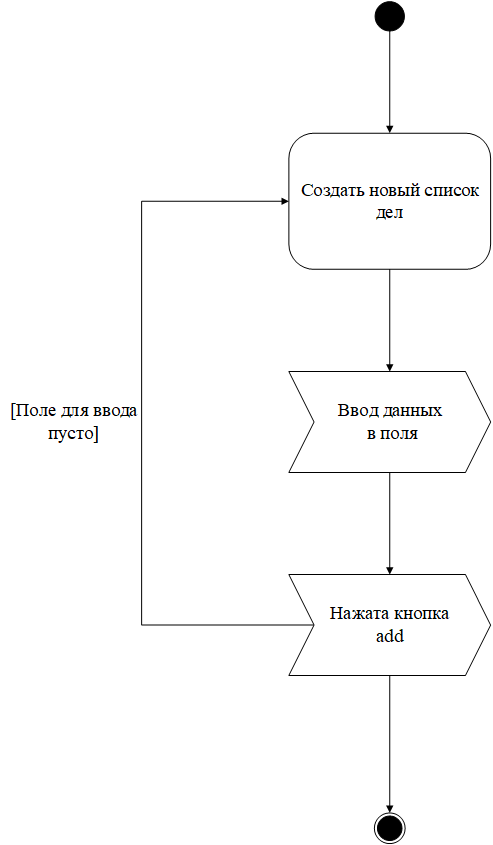 Создать новый список
дел
[Поле для ввода
пусто]
Ввод данных
в поля
Нажата кнопка
add